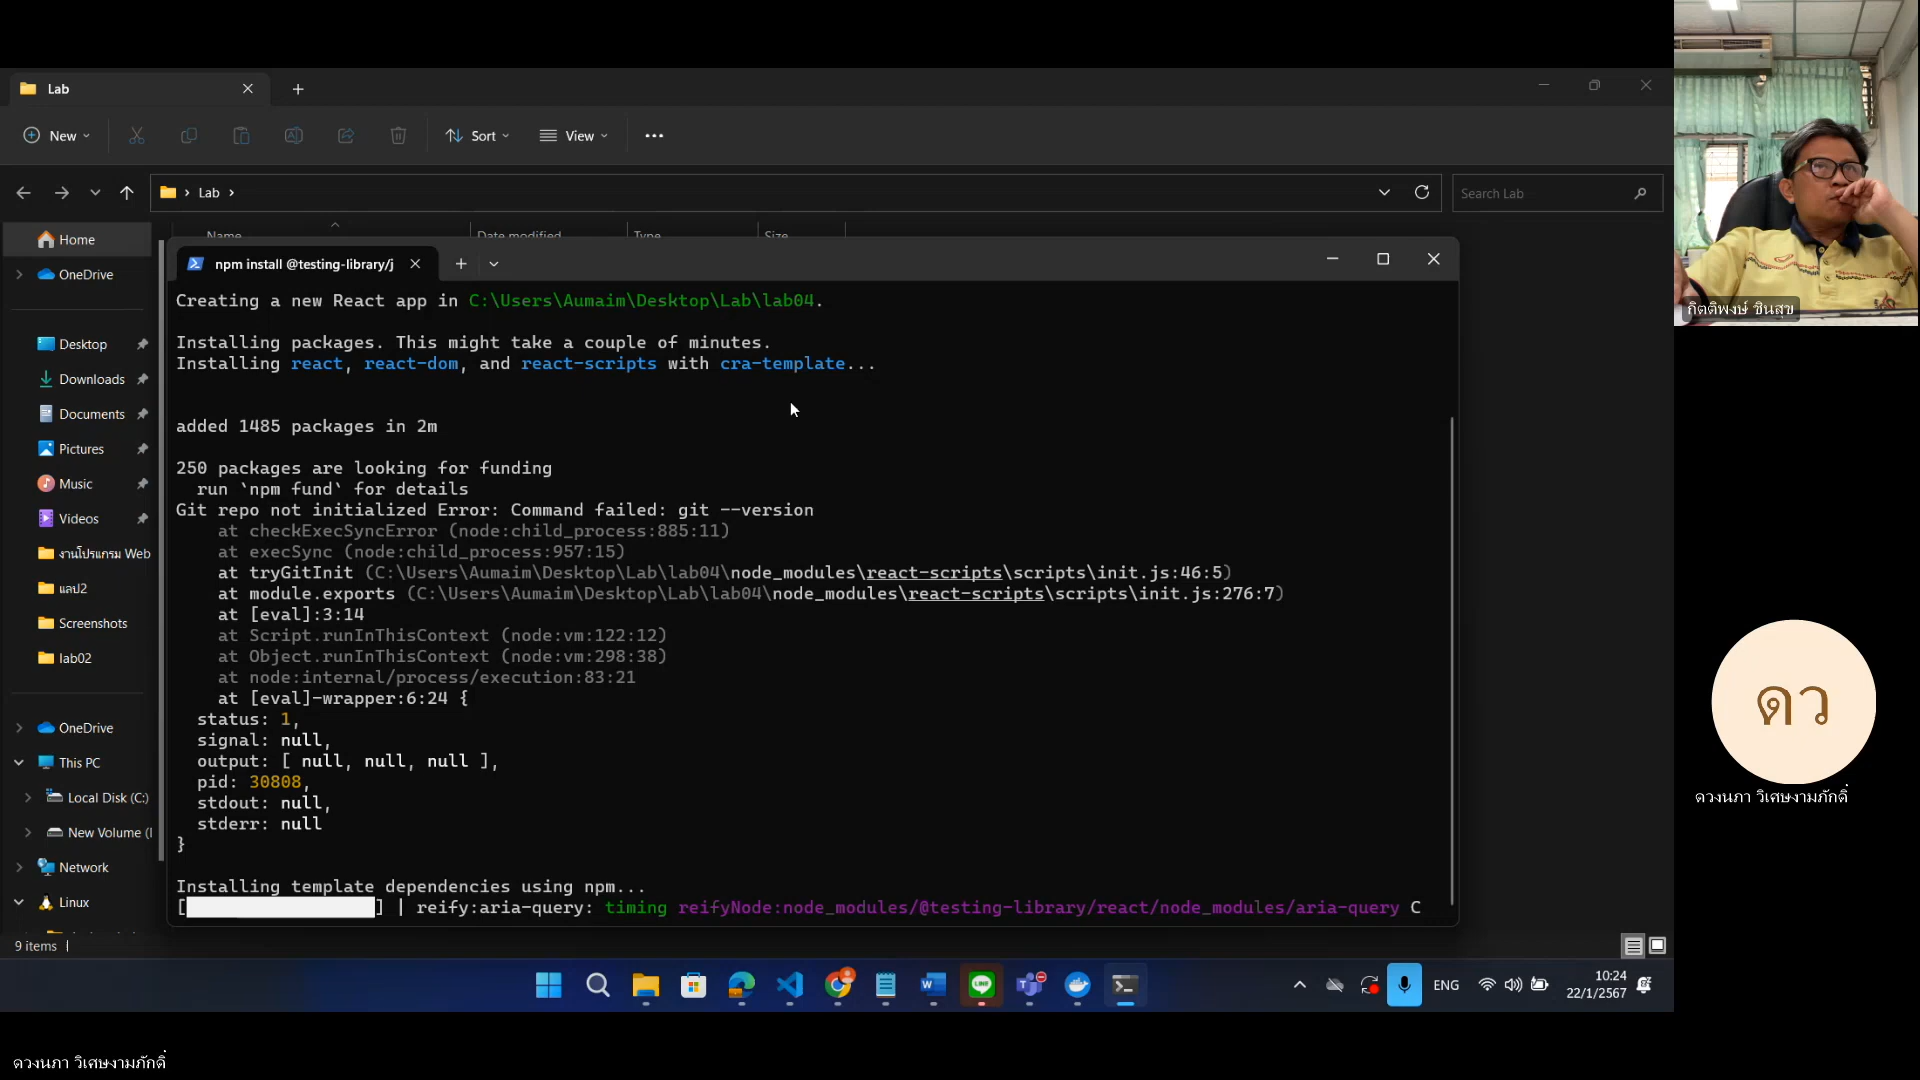 Lab
New
Sort
View
Lab
Search Lab
Name
Date modified
Type
Size
Home
OneDrive
Desktop
Downloads
Documents
Pictures
Music
Videos
งานโปรแกรม Web
แลป2
Screenshots
lab02
OneDrive
This PC
Local Disk (C:)
New Volume (
Network
Linux
9 items
npm install @testing-library/j
Creating a new React app in C:\Users\Aumaim\Desktop\Lab\lab04.
Installing packages. This might take a couple of minutes.
Installing react, react-dom, and react-scripts with cra-template...
added 1485 packages in 2m
250 packages are looking for funding
run `npm fund` for details
Git repo not initialized Error: Command failed: git --version
at checkExecSyncError (node:child_process:885:11)
at execSync (node:child_process:957:15)
at tryGitInit (C:\Users\Aumaim\Desktop\Lab\lab04\node_modules\react-scripts\scripts\init.js:46:5)
at module.exports (C:\Users\Aumaim\Desktop\Lab\lab04\node_modules\react-scripts\scripts\init.js:276:7)
at [eval]:3:14
at Script.runInThisContext (node:vm:122:12)
at Object.runInThisContext (node:vm:298:38)
at node:internal/process/execution:83:21
at [eval]-wrapper:6:24 {
status: 1,
signal: null,
output: [ null, null, null ],
pid: 30808,
stdout: null,
stderr: null
}
Installing template dependencies using npm...
[ ] | reify:aria-query: timing reifyNode:node_modules/@testing-library/react/node_modules/aria-query C
ENG
10:24
22/1/2567
กิตติพงษ์ ชินสุข
ดว
ดวงนภา วิเศษงามภักดิ์
ดวงนภา วิเศษงามภักดิ์